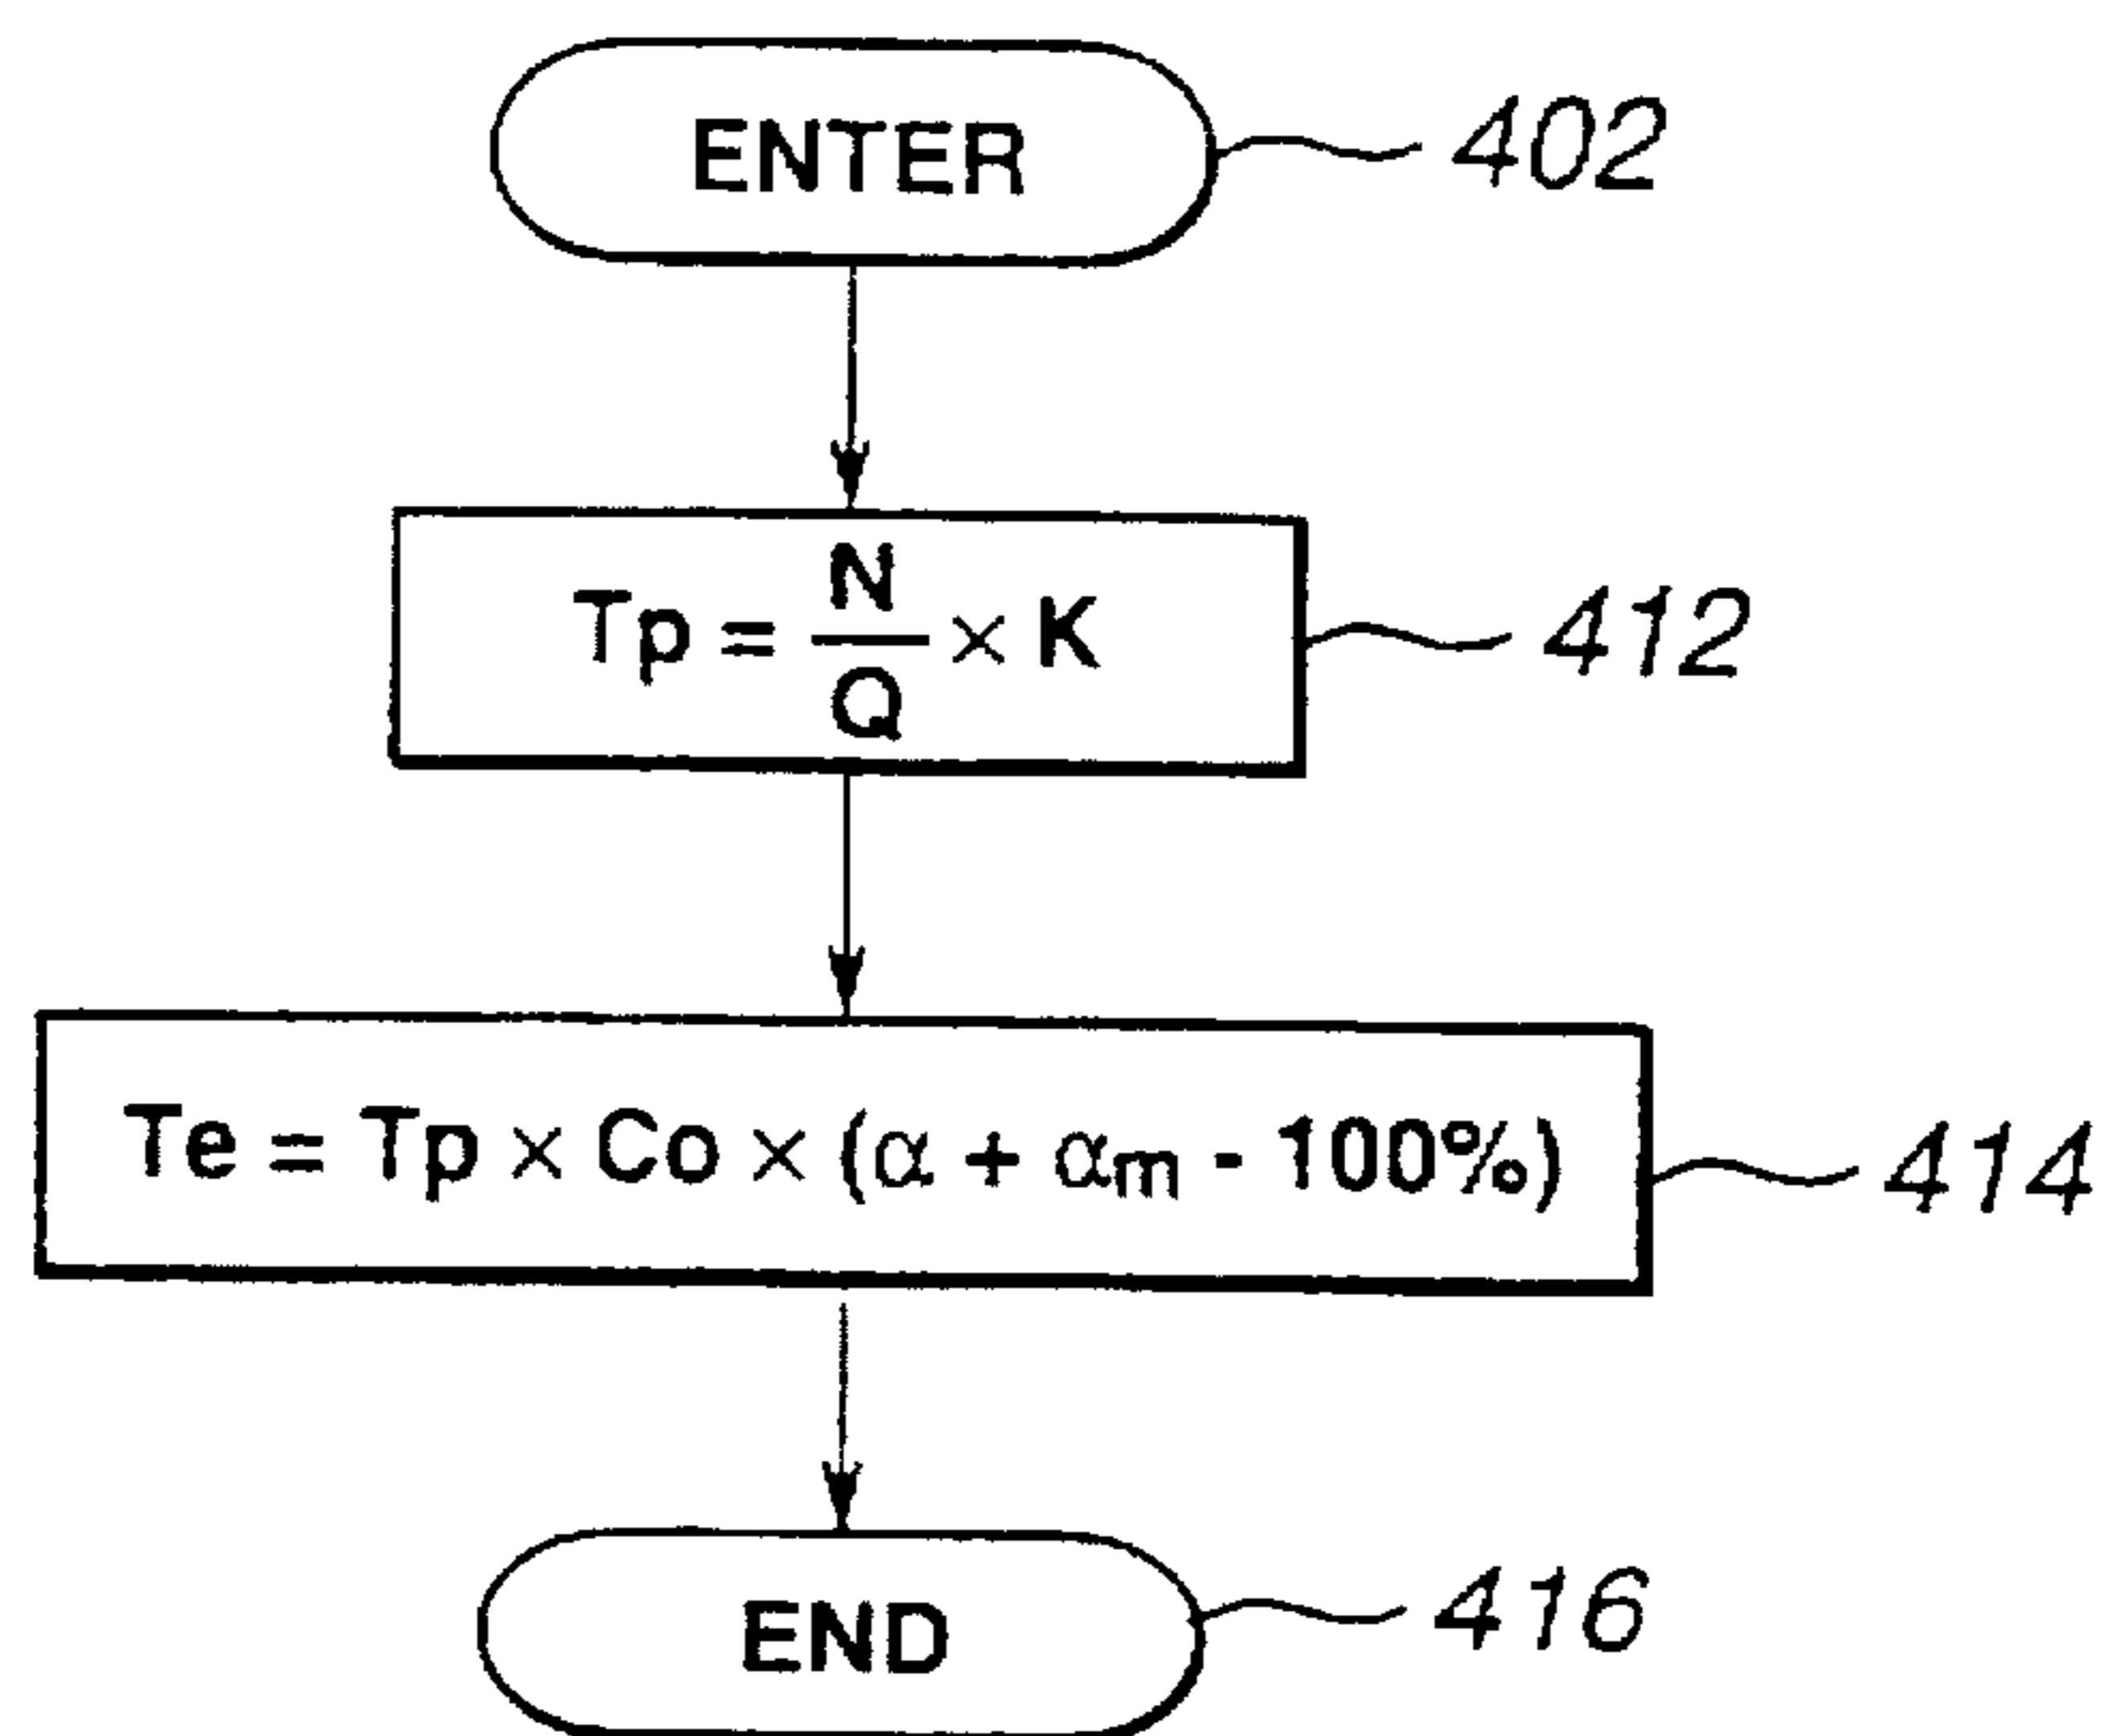 ENTER 402
Tp = N/Q × K 412
Te = Tp × Co × (α + αm - 100%) 414
END 416